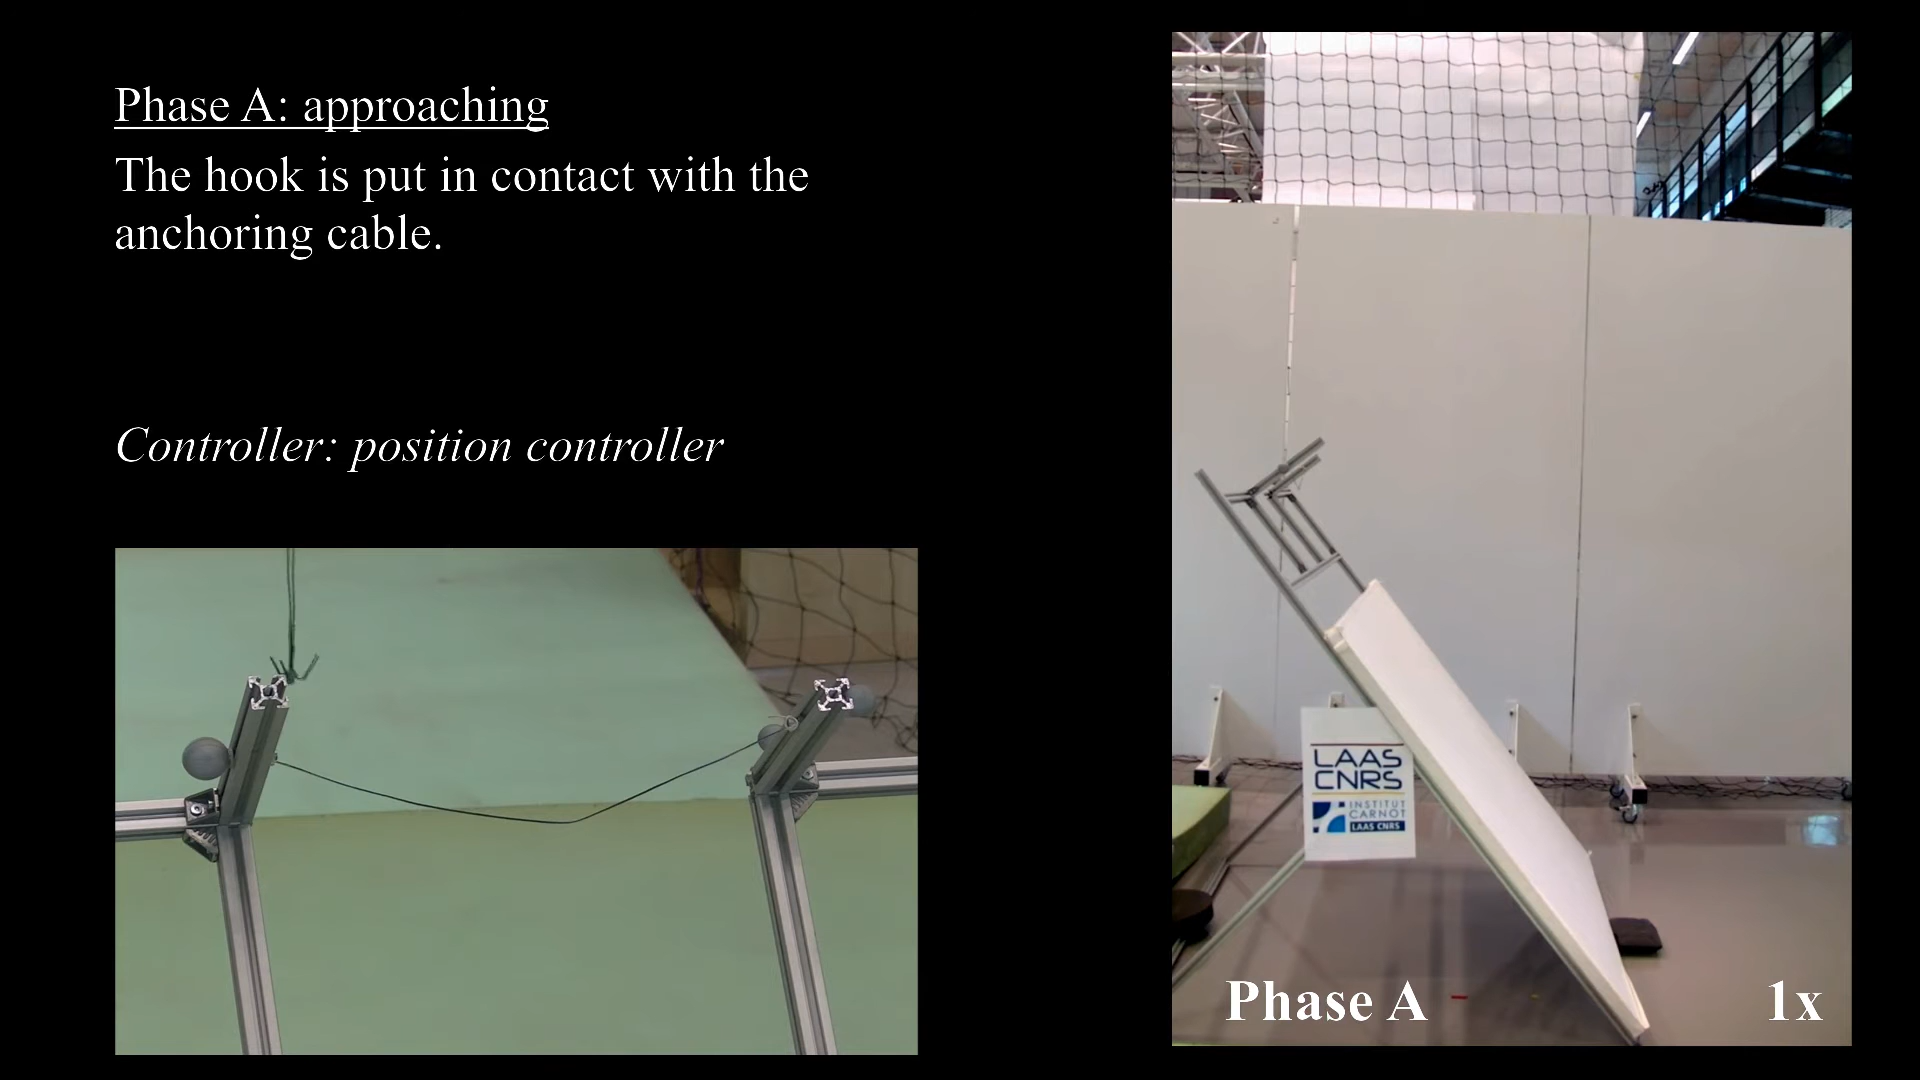 Phase A: approaching
The hook is put in contact with the
anchoring cable.
Controller: position controller
LAAS
CNRS
INSTITUT
CARNOT
LAAS CNRS
Phase A
1x